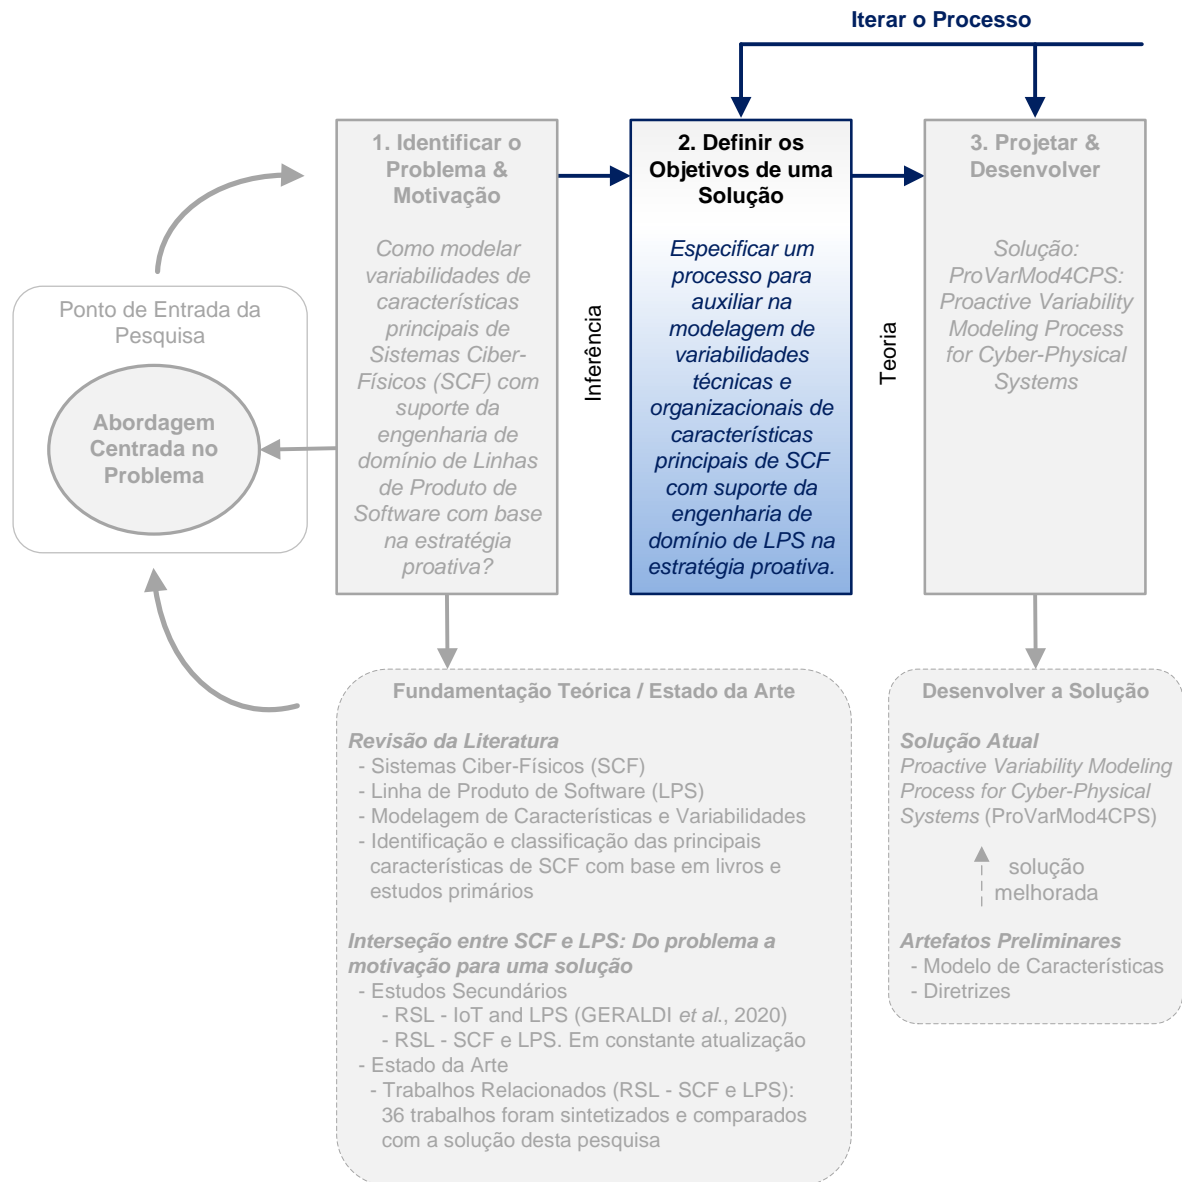 Iterar o Processo
1. Identificar o
Problema &
Motivação
Como modelar
variabilidades de
características
principais de
Sistemas Ciber-
Físicos (SCF) com
suporte da
engenharia de
domínio de Linhas
de Produto de
Software com base
na estratégia
proativa?
Inferência
2. Definir os
Objetivos de uma
Solução
Especificar um
processo para
auxiliar na
modelagem de
variabilidades
técnicas e
organizacionais de
características
principais de SCF
com suporte da
engenharia de
domínio de LPS na
estratégia proativa.
Teoria
3. Projetar &
Desenvolver
Solução:
ProVarMod4CPS:
Proactive Variability
Modeling Process
for Cyber-Physical
Systems
Ponto de Entrada da
Pesquisa
Abordagem
Centrada no
Problema
Fundamentação Teórica / Estado da Arte
Revisão da Literatura
- Sistemas Ciber-Físicos (SCF)
- Linha de Produto de Software (LPS)
- Modelagem de Características e Variabilidades
- Identificação e classificação das principais
características de SCF com base em livros e
estudos primários
Interseção entre SCF e LPS: Do problema a
motivação para uma solução
- Estudos Secundários
- RSL - IoT and LPS (GERALDI et al., 2020)
- RSL - SCF e LPS. Em constante atualização
- Estado da Arte
- Trabalhos Relacionados (RSL - SCF e LPS):
36 trabalhos foram sintetizados e comparados
com a solução desta pesquisa
Desenvolver a Solução
Solução Atual
Proactive Variability Modeling
Process for Cyber-Physical
Systems (ProVarMod4CPS)
solução
melhorada
Artefatos Preliminares
- Modelo de Características
- Diretrizes